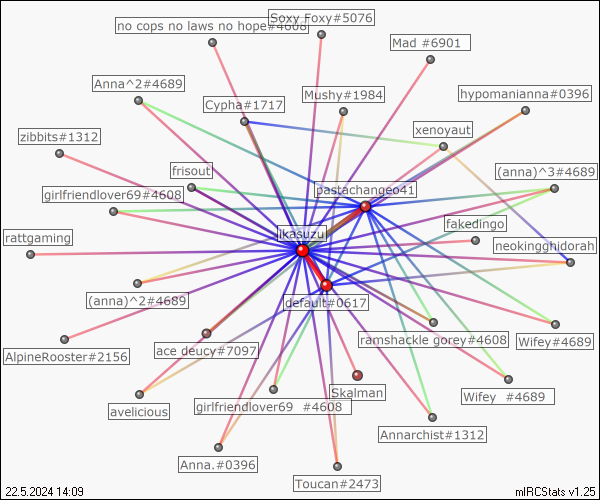 no cops no laws no hope#4608
Soxy Foxy#5076
Mad #6901
Anna^2#4689
Cypha#1717
Mushy#1984
hypomanianna#0396
xenoyaut
zibbits#1312
frisout
(anna)^3#4689
girlfriendlover69#4608
pastachangeo41
rattgaming
ikasuzu
fakedingo
neokingghidorah
(anna)^2#4689
default#0617
AlpineRooster#2156
ace deucy#7097
ramshackle gorey#4608
Wifey#4689
avelicious
girlfriendlover69 #4608
Skalman
Wifey #4689
Annarchist#1312
Anna.#0396
Toucan#2473
22.5.2024 14:09
mIRCStats v1.25